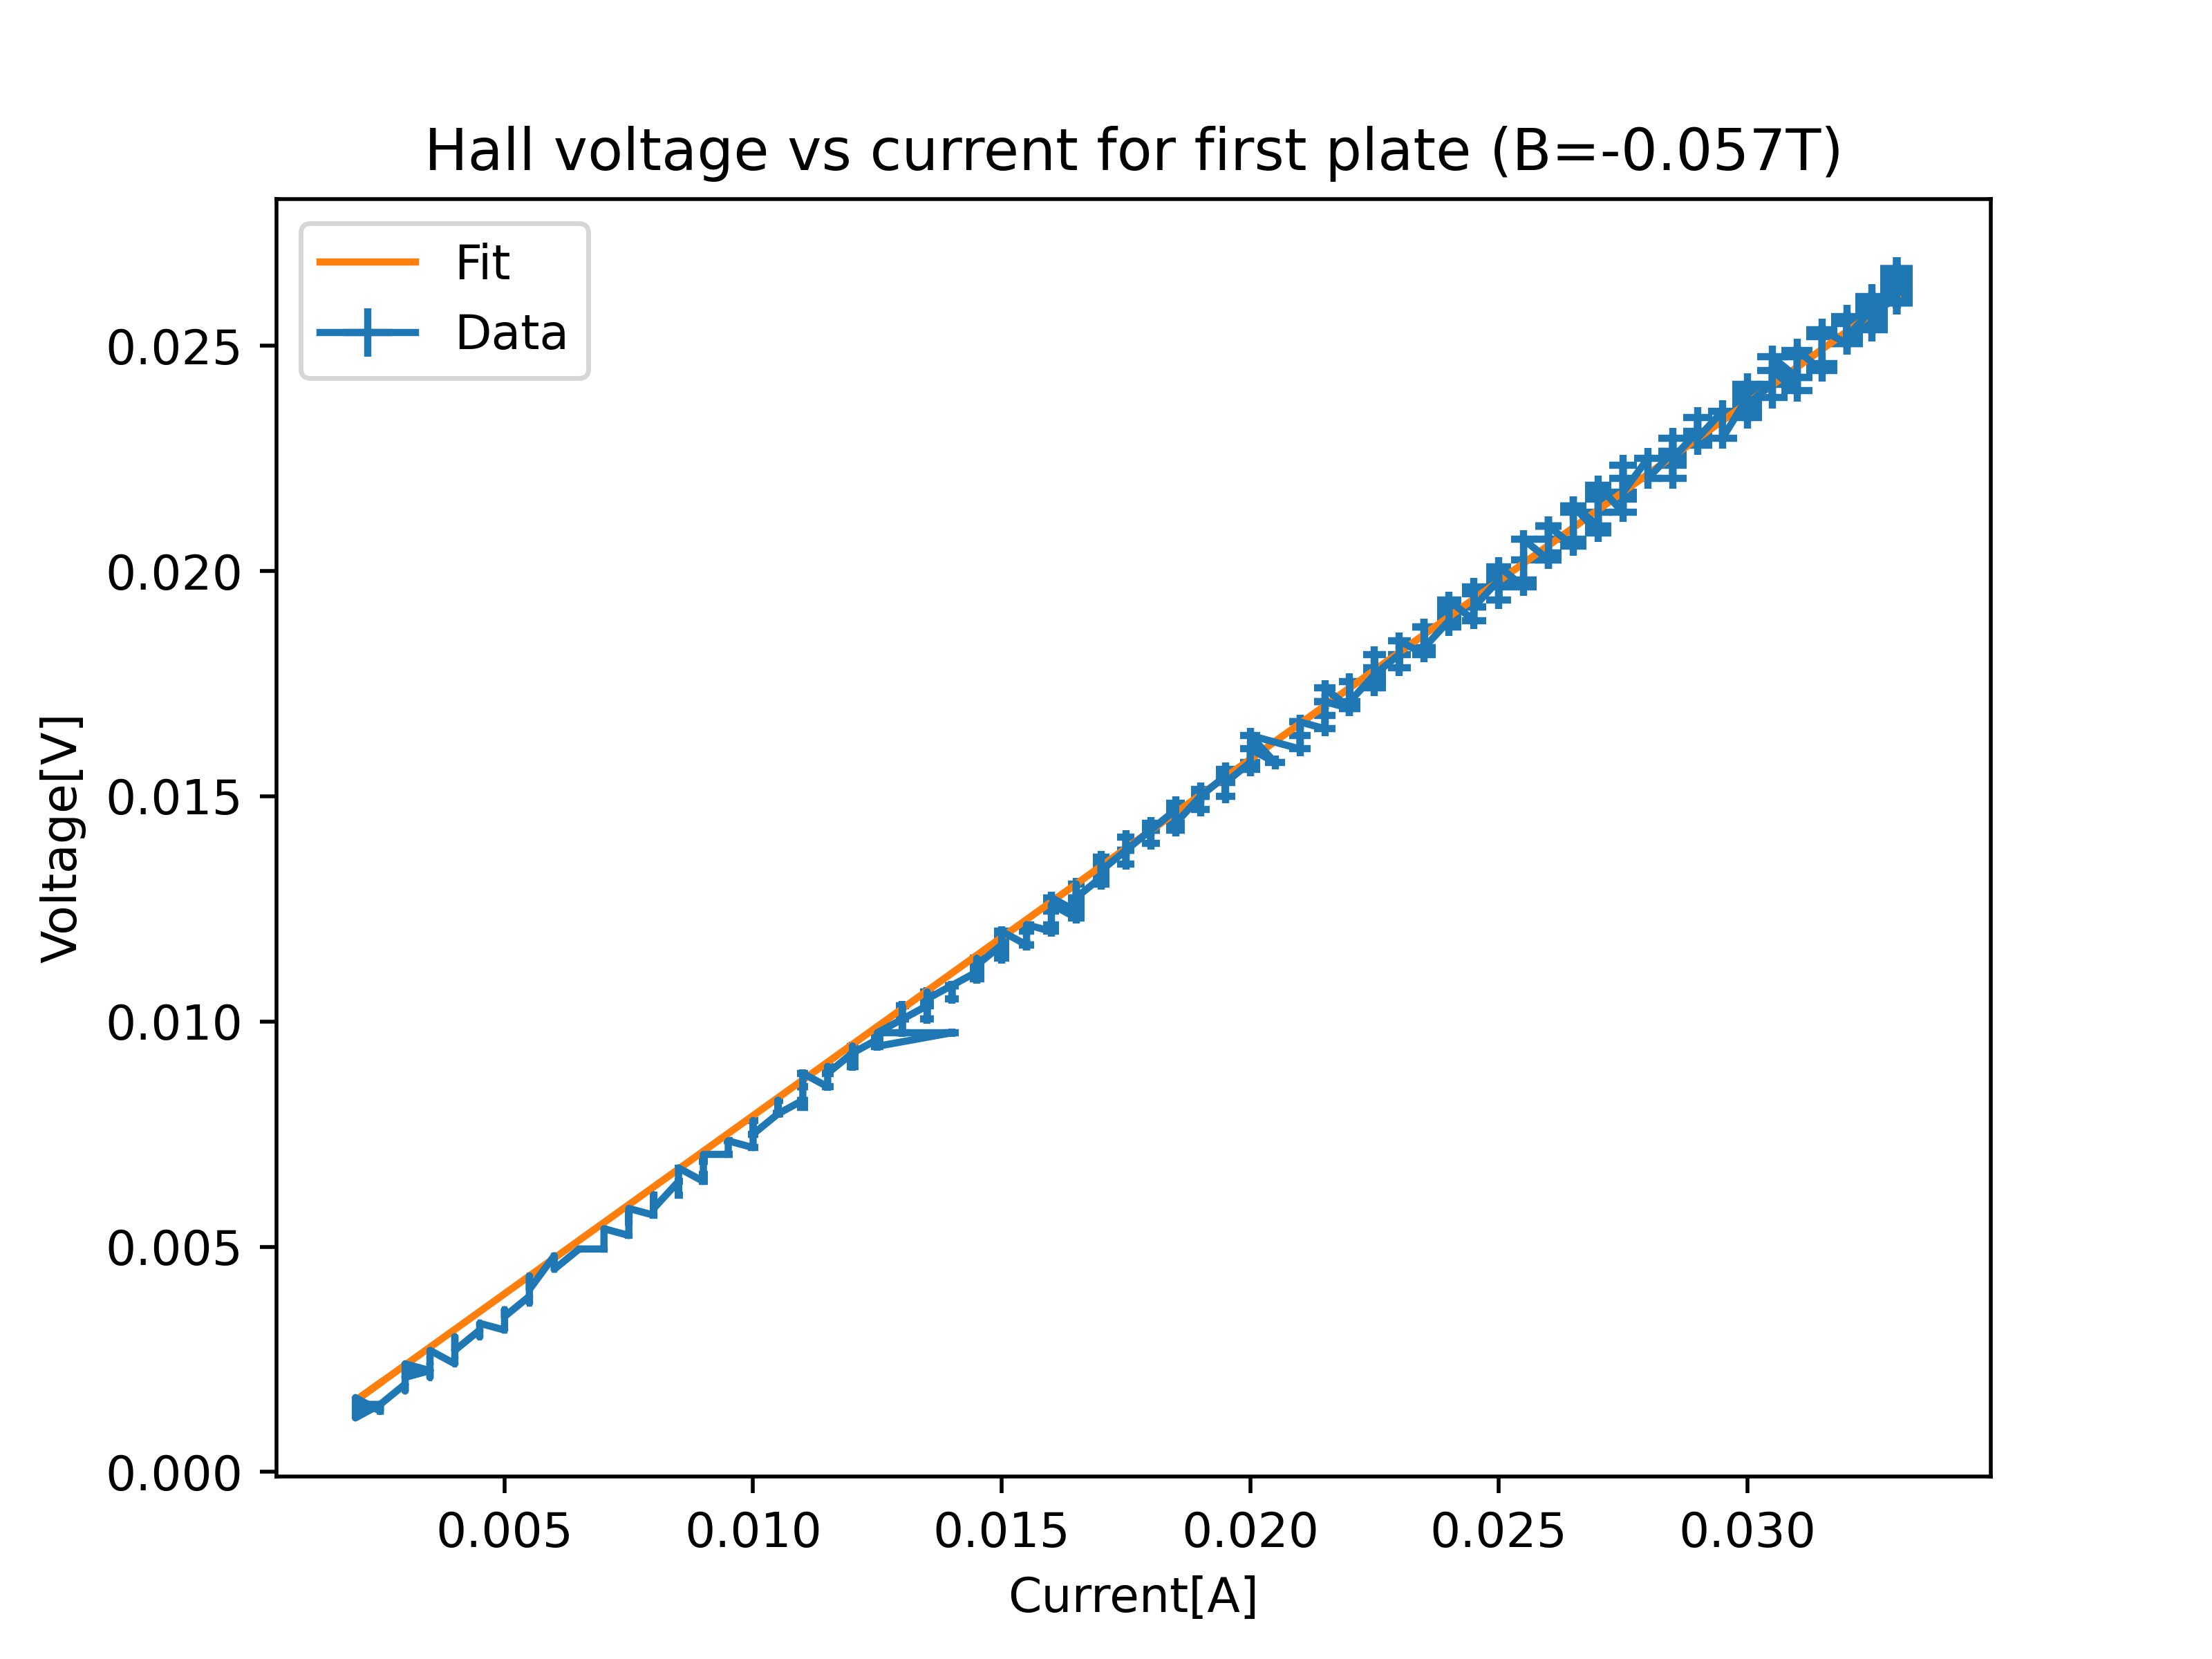 Hall voltage vs current for first plate (B=-0.057T)
Fit
Data
0.025
0.020
0.015
0.010
0.005
0.000
Voltage[V]
0.005 0.010 0.015 0.020 0.025 0.030
Current[A]